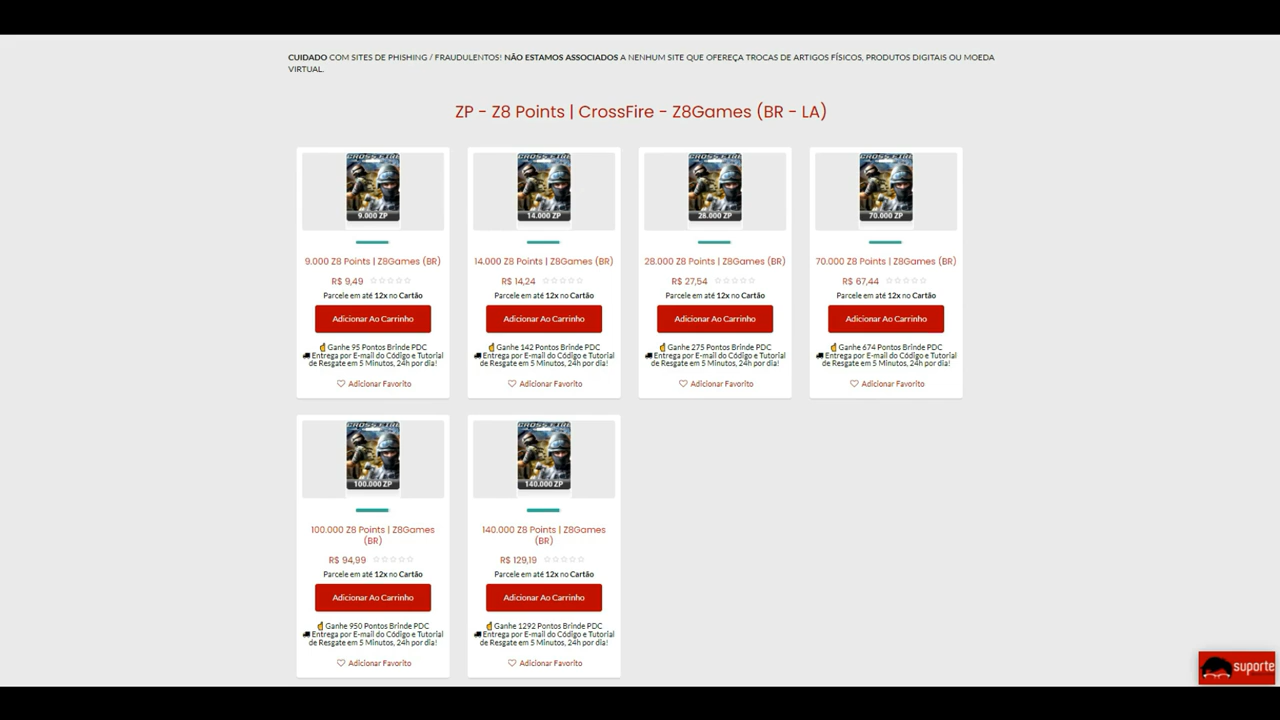 CUIDADO COM SITES DE PHISHING / FRAUDULENTOS! NÃO ESTAMOS ASSOCIADOS A NENHUM SITE QUE OFEREÇA TROCAS DE ARTIGOS FÍSICOS, PRODUTOS DIGITAIS OU MOEDA
VIRTUAL.
ZP - Z8 Points | CrossFire - Z8Games (BR - LA)
CROSS FIRE
9.000 ZP
9.000 Z8 Points | Z8Games (BR)
R$ 9,49
Parcele em até 12x no Cartão
Adicionar Ao Carrinho
Ganhe 95 Pontos Brinde PDC
Entrega por E-mail do Código e Tutorial
de Resgate em 5 Minutos, 24h por dia!
Adicionar Favorito
CROSS FIRE
14.000 ZP
14.000 Z8 Points | Z8Games (BR)
R$ 14,24
Parcele em até 12x no Cartão
Adicionar Ao Carrinho
Ganhe 142 Pontos Brinde PDC
Entrega por E-mail do Código e Tutorial
de Resgate em 5 Minutos, 24h por dia!
Adicionar Favorito
CROSS FIRE
28.000 ZP
28.000 Z8 Points | Z8Games (BR)
R$ 27,54
Parcele em até 12x no Cartão
Adicionar Ao Carrinho
Ganhe 275 Pontos Brinde PDC
Entrega por E-mail do Código e Tutorial
de Resgate em 5 Minutos, 24h por dia!
Adicionar Favorito
CROSS FIRE
70.000 ZP
70.000 Z8 Points | Z8Games (BR)
R$ 67,44
Parcele em até 12x no Cartão
Adicionar Ao Carrinho
Ganhe 674 Pontos Brinde PDC
Entrega por E-mail do Código e Tutorial
de Resgate em 5 Minutos, 24h por dia!
Adicionar Favorito
CROSS FIRE
100.000 ZP
100.000 Z8 Points | Z8Games
(BR)
R$ 94,99
Parcele em até 12x no Cartão
Adicionar Ao Carrinho
Ganhe 950 Pontos Brinde PDC
Entrega por E-mail do Código e Tutorial
de Resgate em 5 Minutos, 24h por dia!
Adicionar Favorito
CROSS FIRE
140.000 ZP
140.000 Z8 Points | Z8Games
(BR)
R$ 129,19
Parcele em até 12x no Cartão
Adicionar Ao Carrinho
Ganhe 1292 Pontos Brinde PDC
Entrega por E-mail do Código e Tutorial
de Resgate em 5 Minutos, 24h por dia!
Adicionar Favorito
suporte